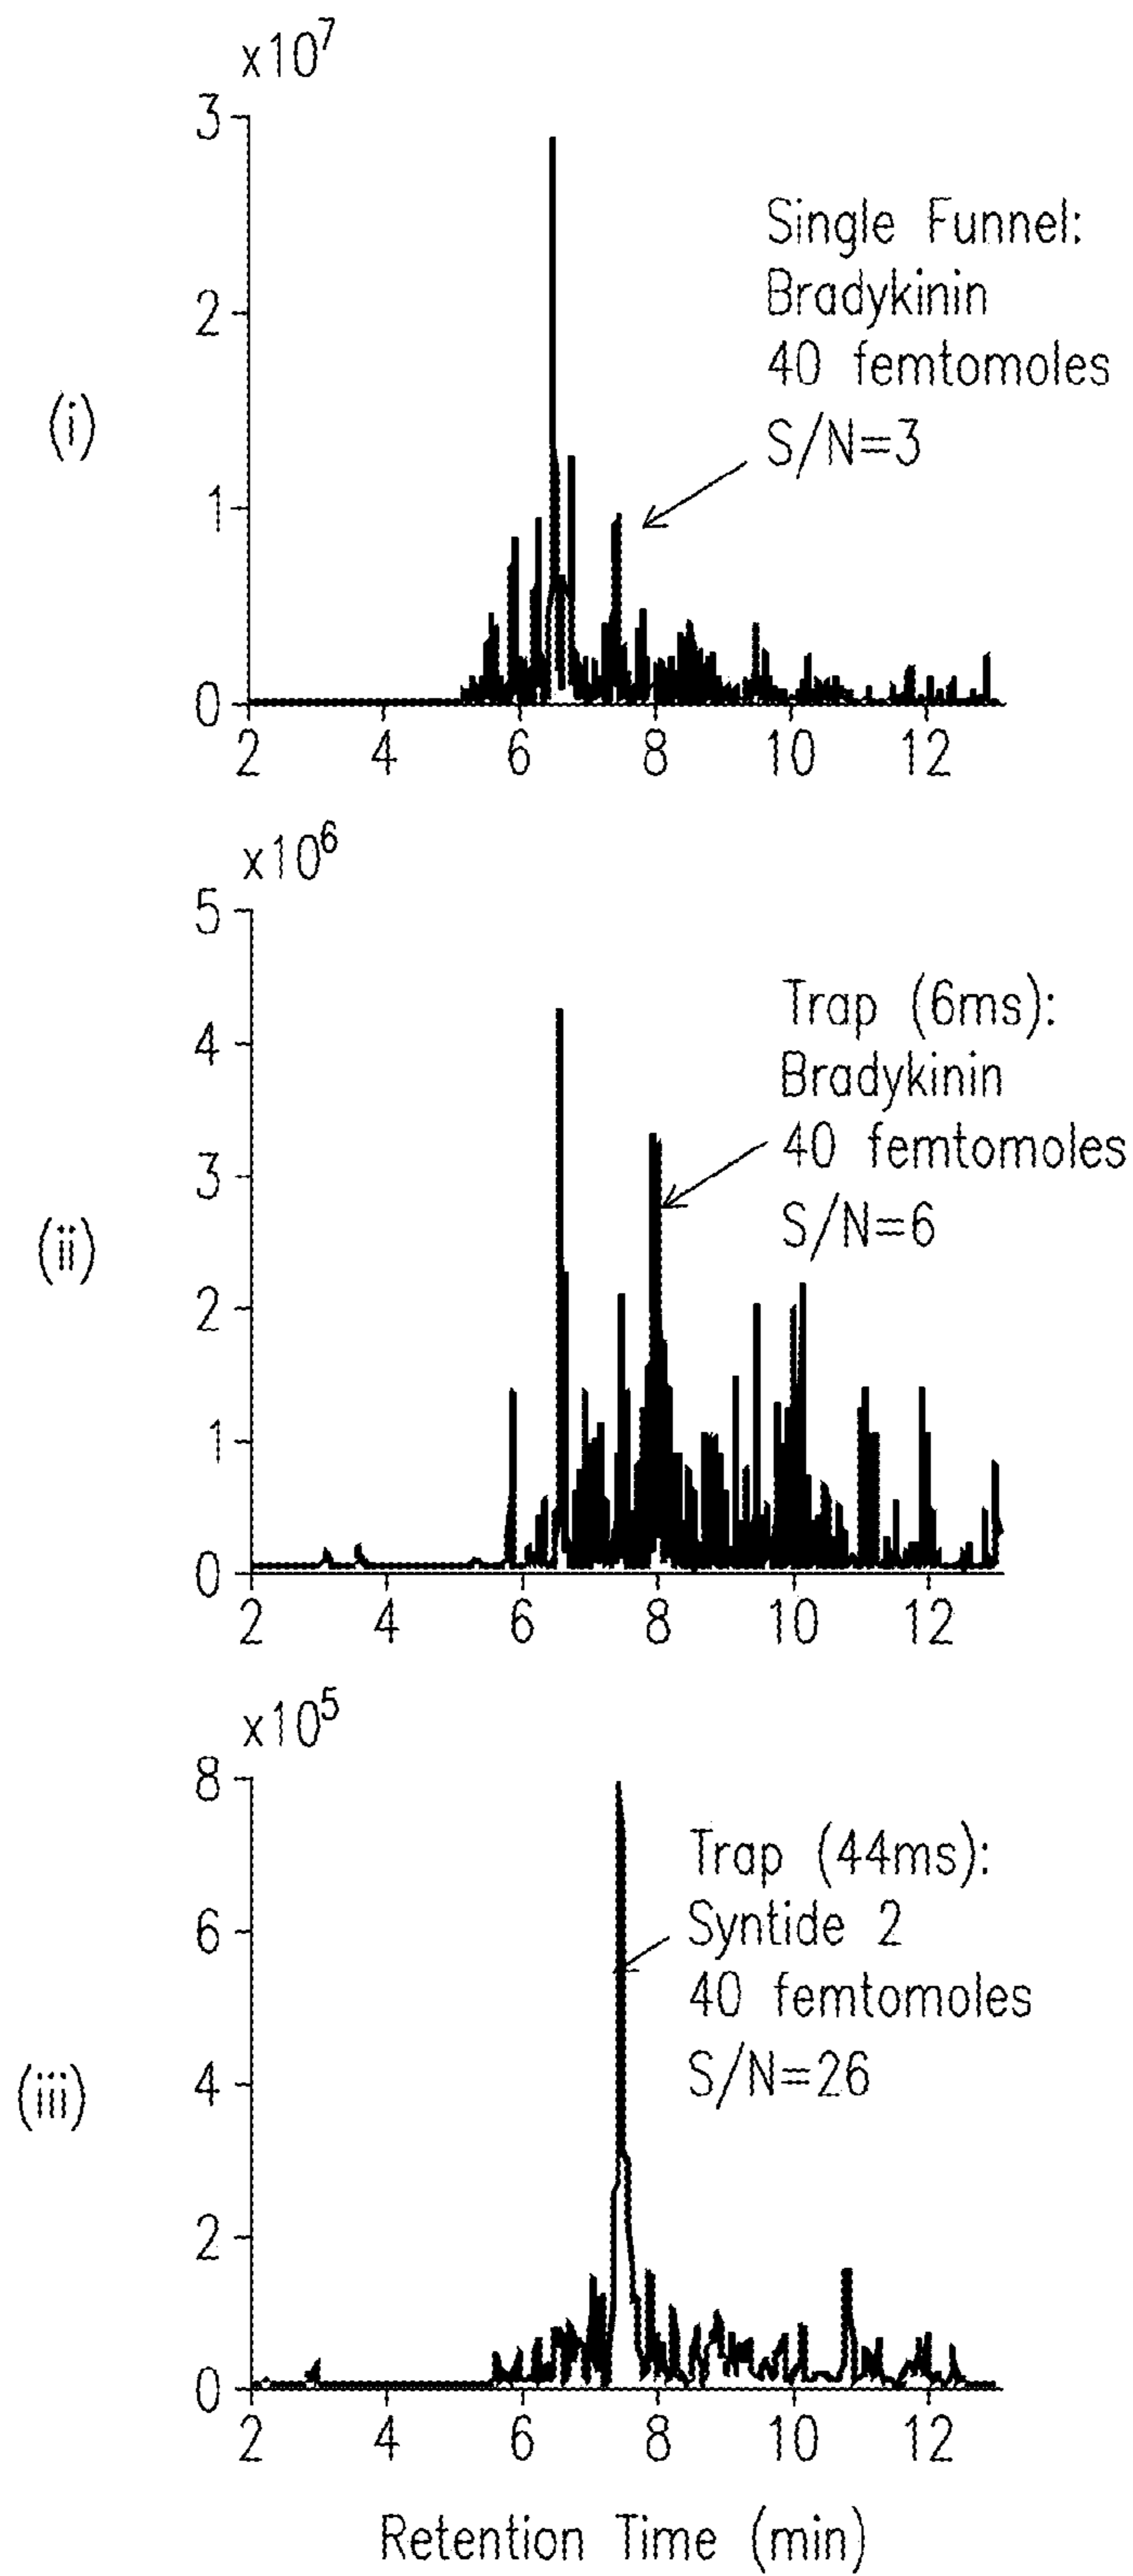 x10^7
3
2
1
0
2 4 6 8 10 12
(i)
Single Funnel:
Bradykinin
40 femtomoles
S/N=3
x10^6
5
4
3
2
1
0
2 4 6 8 10 12
(ii)
Trap (6ms):
Bradykinin
40 femtomoles
S/N=6
x10^5
8
6
4
2
0
2 4 6 8 10 12
(iii)
Trap (44ms):
Syntide 2
40 femtomoles
S/N=26
Retention Time (min)